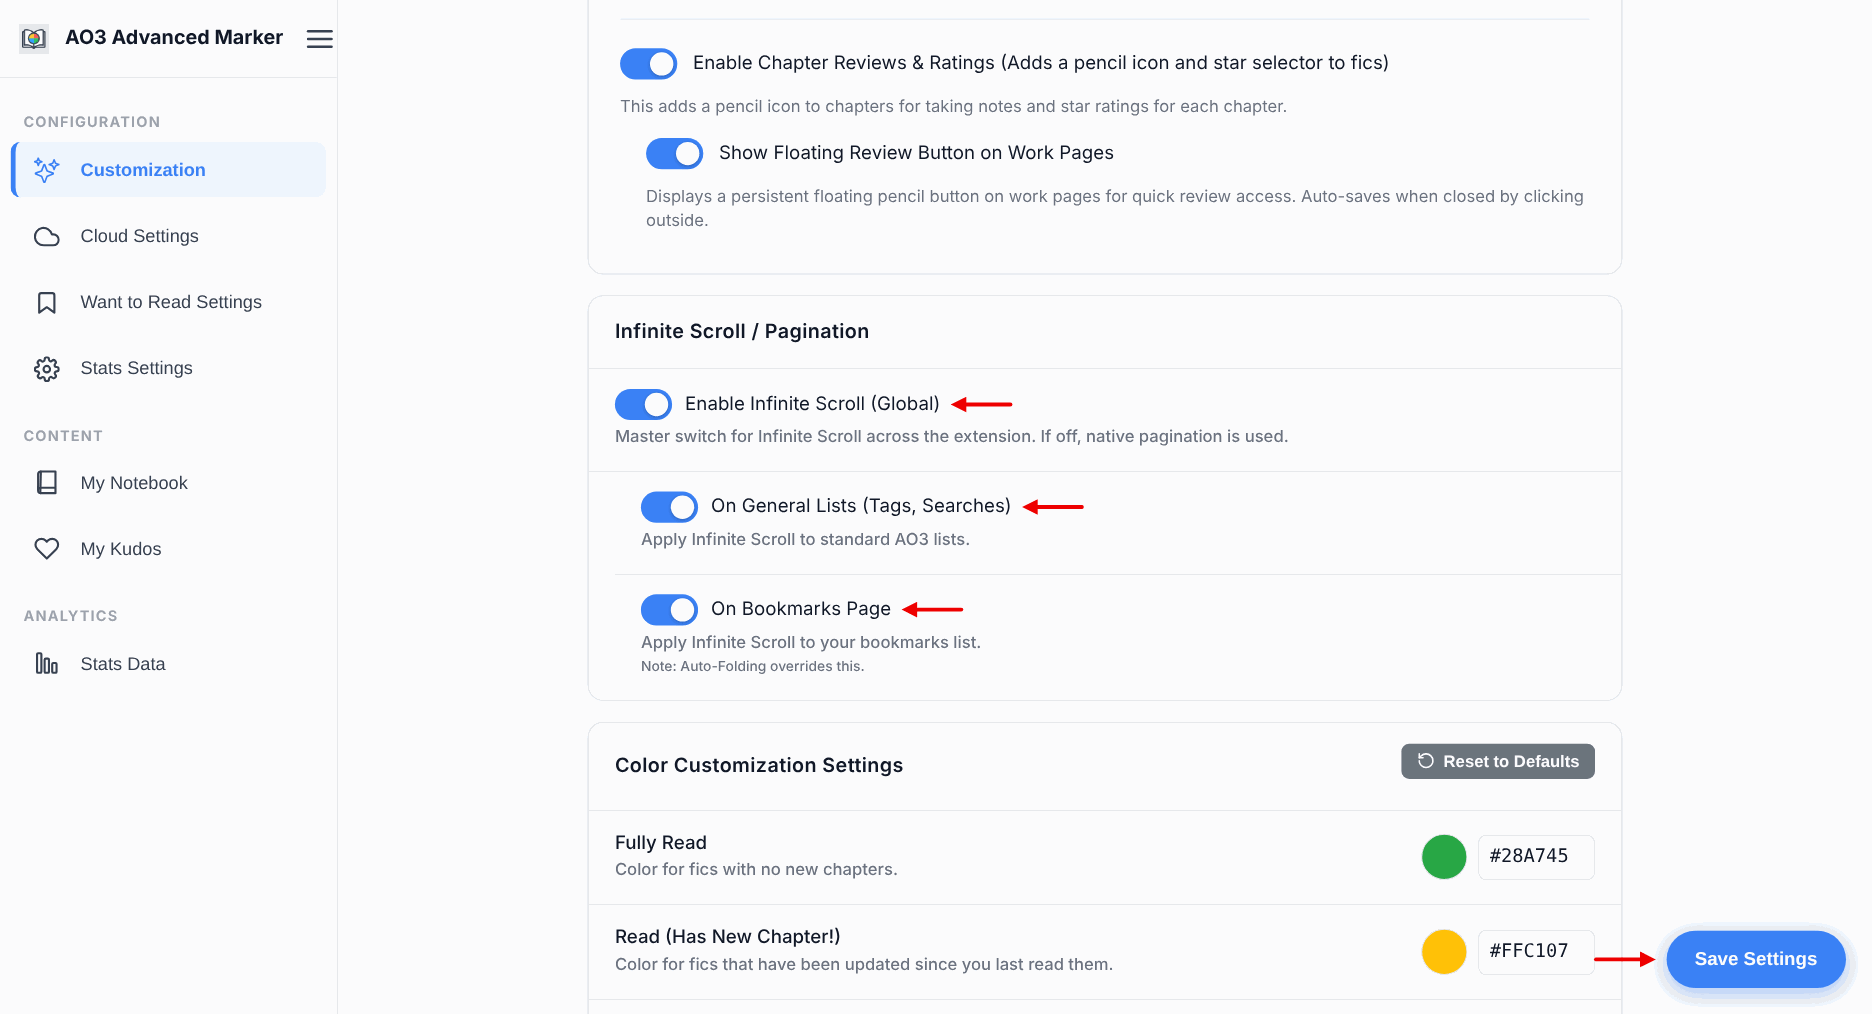 AO3 Advanced Marker
CONFIGURATION
Customization
Cloud Settings
Want to Read Settings
Stats Settings
CONTENT
My Notebook
My Kudos
ANALYTICS
Stats Data
Enable Chapter Reviews & Ratings (Adds a pencil icon and star selector to fics)
This adds a pencil icon to chapters for taking notes and star ratings for each chapter.
Show Floating Review Button on Work Pages
Displays a persistent floating pencil button on work pages for quick review access. Auto-saves when closed by clicking
outside.
Infinite Scroll / Pagination
Enable Infinite Scroll (Global)
Master switch for Infinite Scroll across the extension. If off, native pagination is used.
On General Lists (Tags, Searches)
Apply Infinite Scroll to standard AO3 lists.
On Bookmarks Page
Apply Infinite Scroll to your bookmarks list.
Note: Auto-Folding overrides this.
Color Customization Settings
Reset to Defaults
Fully Read
Color for fics with no new chapters.
#28A745
Read (Has New Chapter!)
Color for fics that have been updated since you last read them.
#FFC107
Save Settings